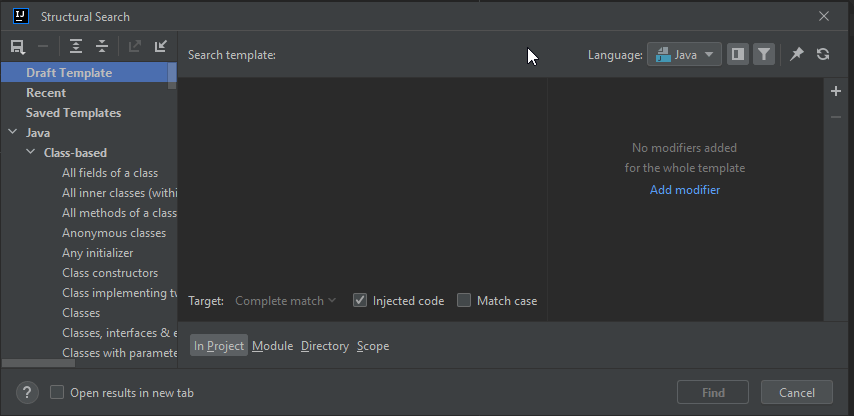 IJ
Structural Search
Search template:
Language:
Java
Draft Template
Recent
Saved Templates
Java
Class-based
All fields of a class
All inner classes (withi
All methods of a class
Anonymous classes
Any initializer
Class constructors
Class implementing tw
Classes
Classes, interfaces & e
Classes with paramete
No modifiers added
for the whole template
Add modifier
Target: Complete match Injected code Match case
In Project Module Directory Scope
? Open results in new tab
Find Cancel